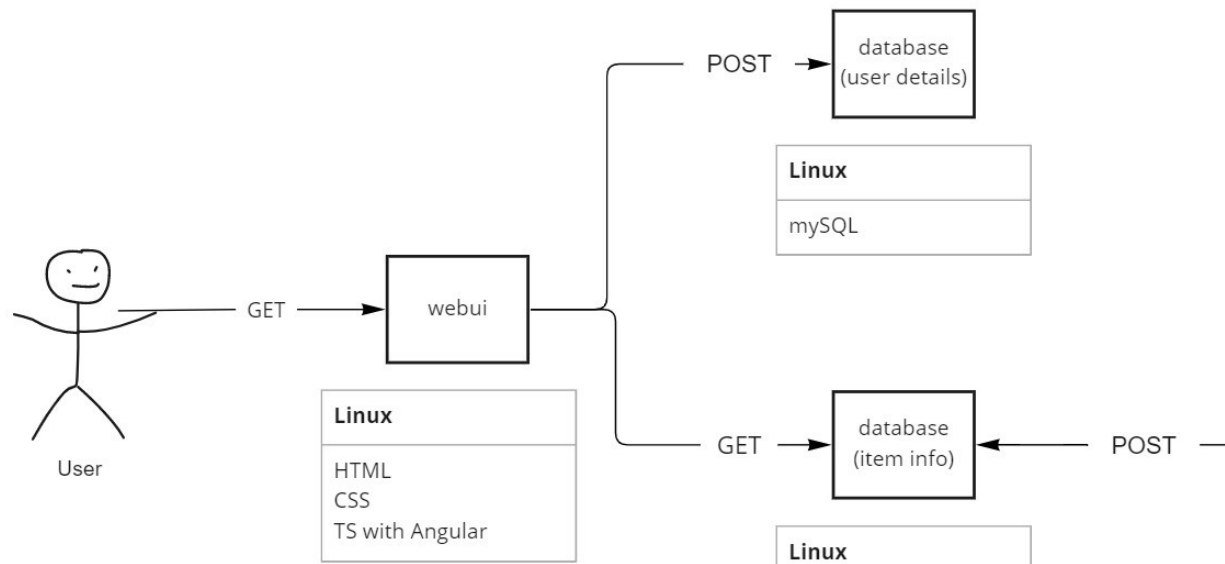 POST
database
(user details)
Linux
mySQL
GET
webui
User
Linux
HTML
CSS
TS with Angular
GET
database
(item info)
POST
Linux